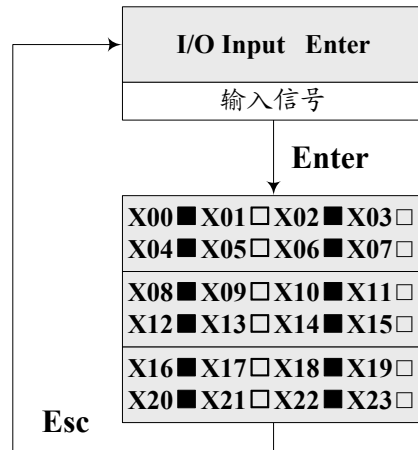 I/O Input Enter
输入信号
Enter
X00■X01□X02■X03□
X04■X05□X06■X07□
X08■X09□X10■X11□
X12■X13□X14■X15□
X16■X17□X18■X19□
X20■X21□X22■X23□
Esc